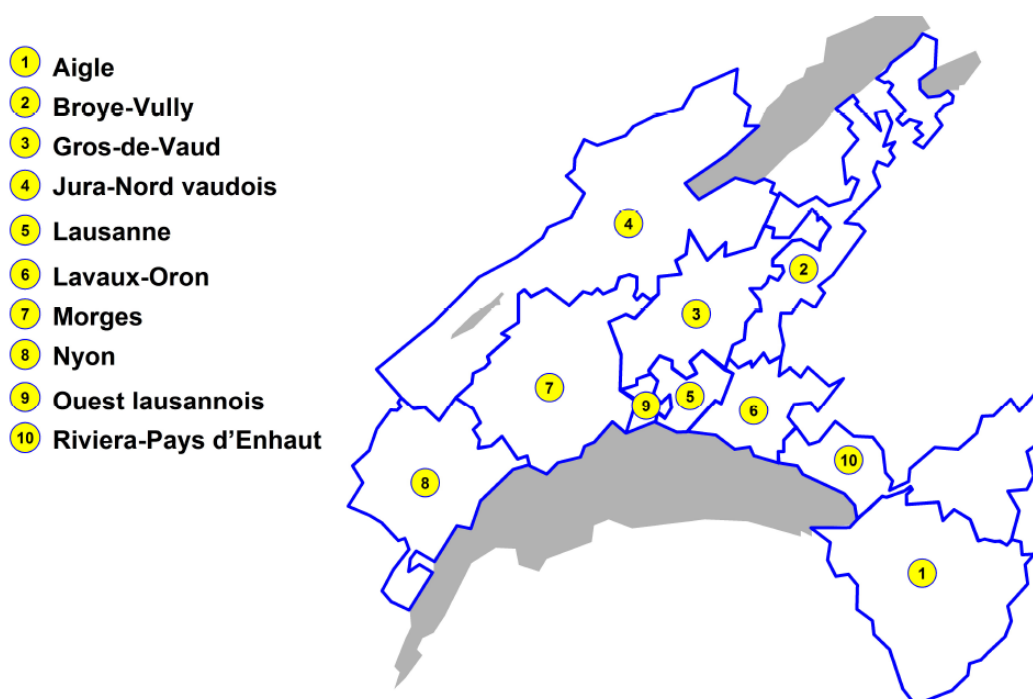 1 Aigle
2 Broye-Vully
3 Gros-de-Vaud
4 Jura-Nord vaudois
5 Lausanne
6 Lavaux-Oron
7 Morges
8 Nyon
9 Ouest lausannois
10 Riviera-Pays d'Enhaut
4
2
3
7
5
9
6
10
8
1